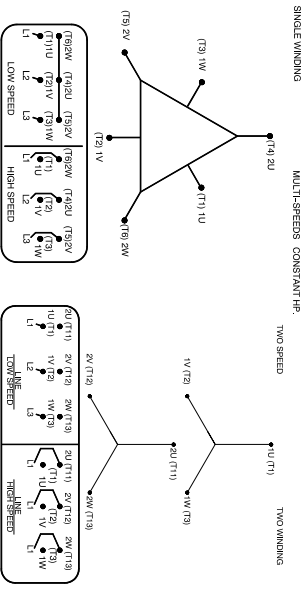 SINGLE WINDING
MULTI-SPEEDS CONSTANT HP.
(T4) 2U
(T3) 1W
(T1) 1U
(T5) 2V
(T6) 2W
(T2) 1V
(T6)2W (T4)2U (T5)2V
(T1)1U (T2)1V (T3)1W
L1 L2 L3
LOW SPEED
(T6)2W (T4)2U (T5)2V
(T1) (T2) (T3)
1U 1V 1W
L1 L2 L3
HIGH SPEED
TWO SPEED
TWO WINDING
1U (T1)
1V (T2)
1W (T3)
2U (T11)
2V (T12)
2W (T13)
2U (T11) 2V (T12) 2W (T13)
1U (T1) 1V (T2) 1W (T3)
L1 L2 L3
LINE
LOW SPEED
2U (T11) 2V (T12) 2W (T13)
(T1) (T2) (T3)
1U 1V 1W
L1 L1 L1
LINE
HIGH SPEED